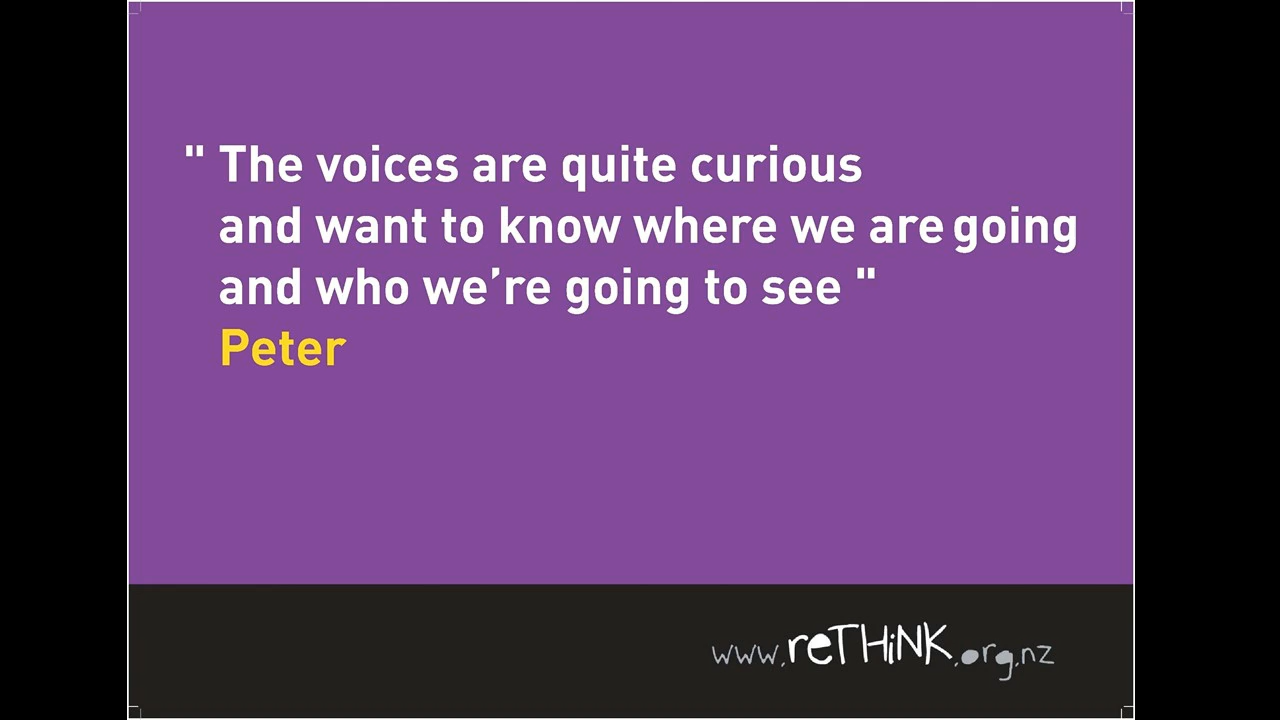 " The voices are quite curious
and want to know where we are going
and who we’re going to see "
Peter
www.reTHiNK.org.nz